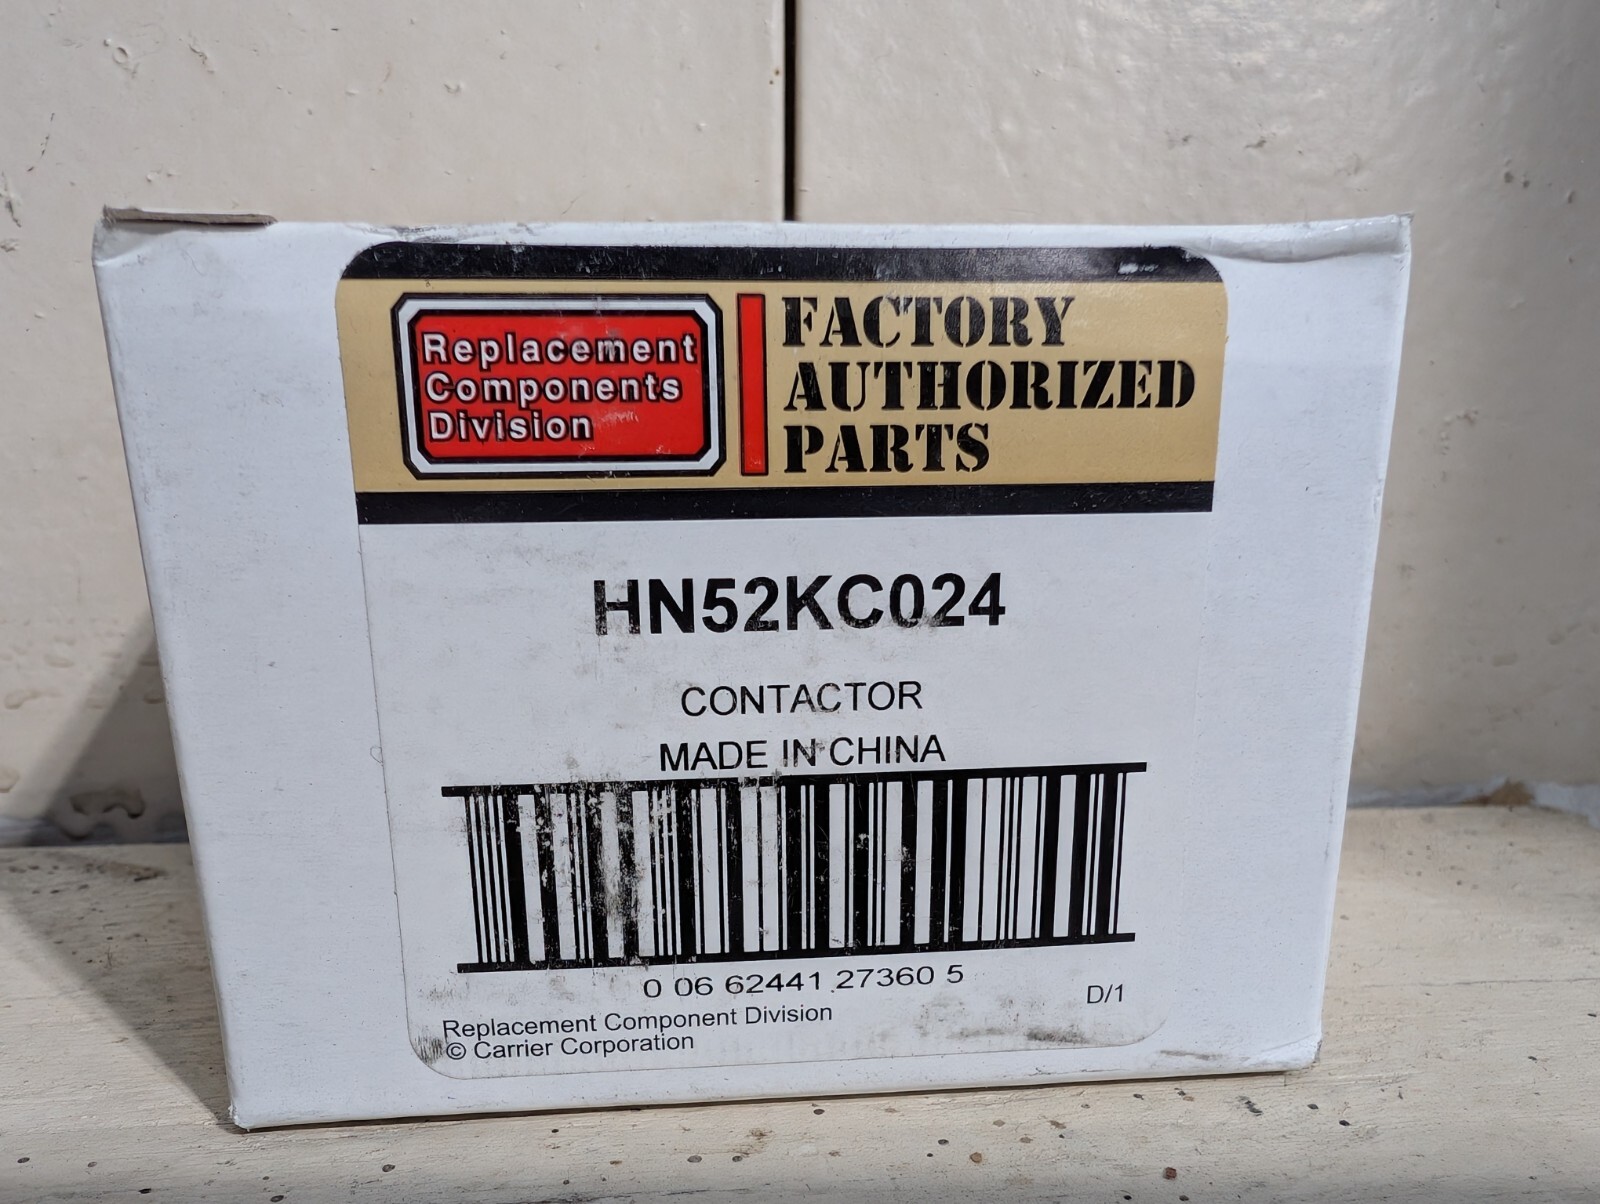 Replacement
Components
Division
FACTORY
AUTHORIZED
PARTS
HN52KC024
CONTACTOR
MADE IN CHINA
0 06 62441 27360 5
D/1
Replacement Component Division
© Carrier Corporation